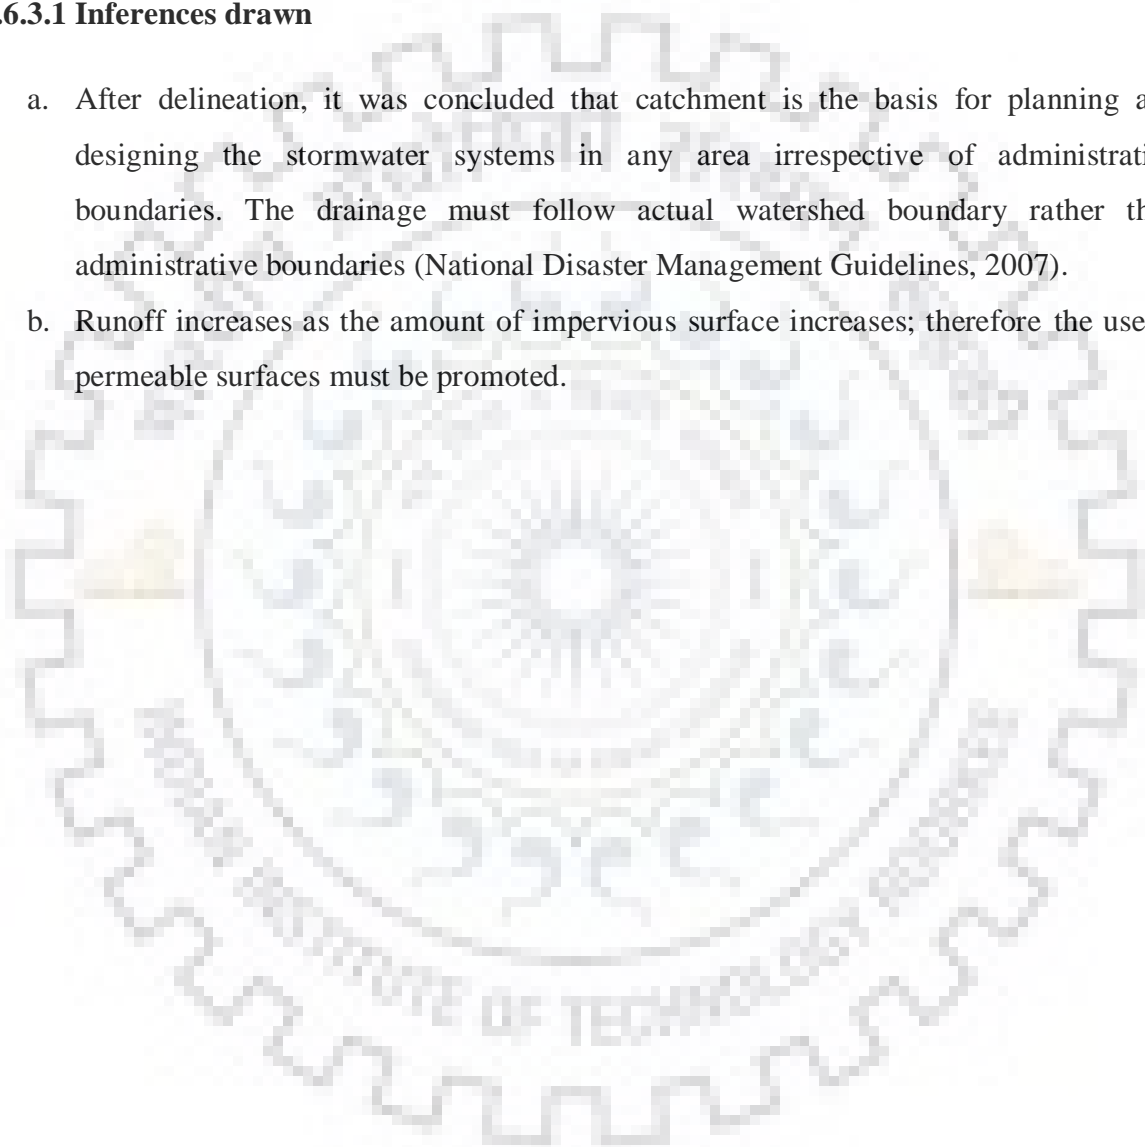 .6.3.1 Inferences drawn
a. After delineation, it was concluded that catchment is the basis for planning a
designing the stormwater systems in any area irrespective of administrati
boundaries. The drainage must follow actual watershed boundary rather th
administrative boundaries (National Disaster Management Guidelines, 2007).
b. Runoff increases as the amount of impervious surface increases; therefore the use
permeable surfaces must be promoted.
INSTITUTE OF TECHNOLOGY